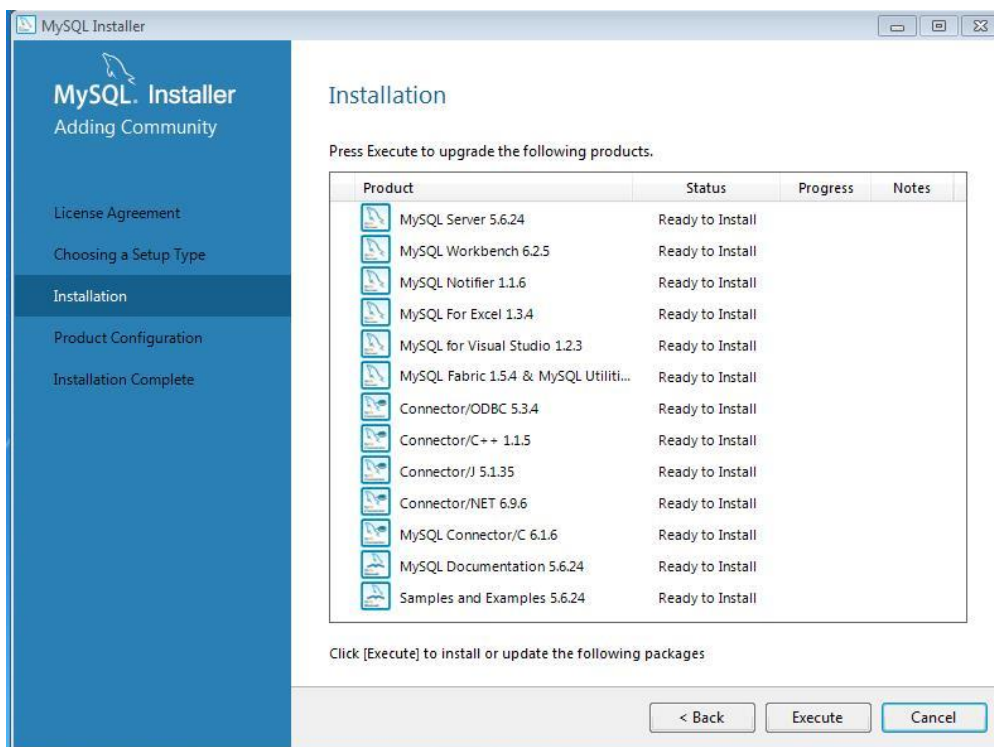 MySQL Installer
MySQL. Installer
Adding Community
License Agreement
Choosing a Setup Type
Installation
Product Configuration
Installation Complete
Installation
Press Execute to upgrade the following products.
Product Status Progress Notes
MySQL Server 5.6.24 Ready to Install
MySQL Workbench 6.2.5 Ready to Install
MySQL Notifier 1.1.6 Ready to Install
MySQL For Excel 1.3.4 Ready to Install
MySQL for Visual Studio 1.2.3 Ready to Install
MySQL Fabric 1.5.4 & MySQL Utiliti... Ready to Install
Connector/ODBC 5.3.4 Ready to Install
Connector/C++ 1.1.5 Ready to Install
Connector/J 5.1.35 Ready to Install
Connector/NET 6.9.6 Ready to Install
MySQL Connector/C 6.1.6 Ready to Install
MySQL Documentation 5.6.24 Ready to Install
Samples and Examples 5.6.24 Ready to Install
Click [Execute] to install or update the following packages
< Back Execute Cancel